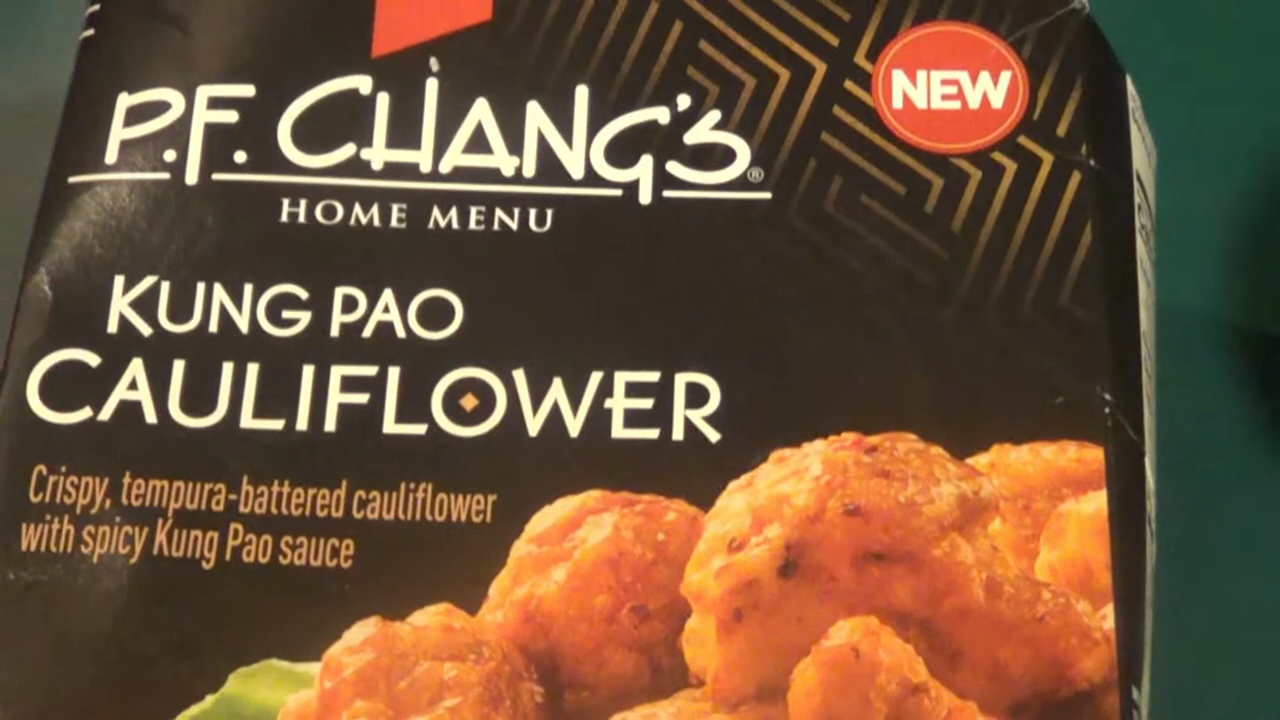 P.F. CHANG'S®
HOME MENU
NEW
KUNG PAO
CAULIFLOWER
Crispy, tempura-battered cauliflower
with spicy Kung Pao sauce